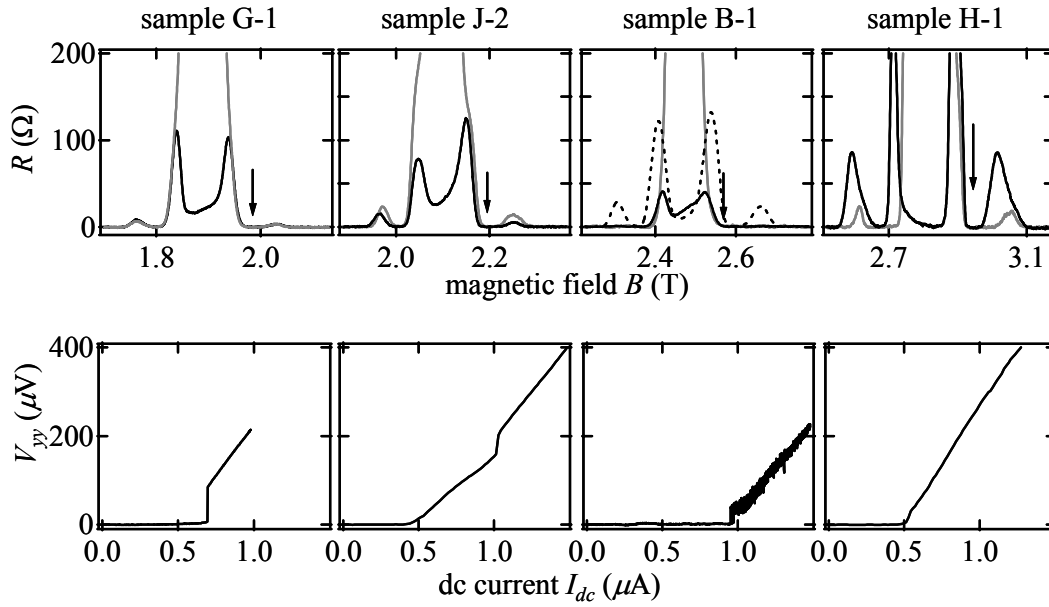 sample G-1 sample J-2 sample B-1 sample H-1
200
100
0
R (Ω)
1.8 2.0 2.0 2.2 2.4 2.6 2.7 3.1
magnetic field B (T)
400
200
0
V_yy (μV)
0.0 0.5 1.0 0.0 0.5 1.0 0.0 0.5 1.0 0.0 0.5 1.0
dc current I_dc (μA)